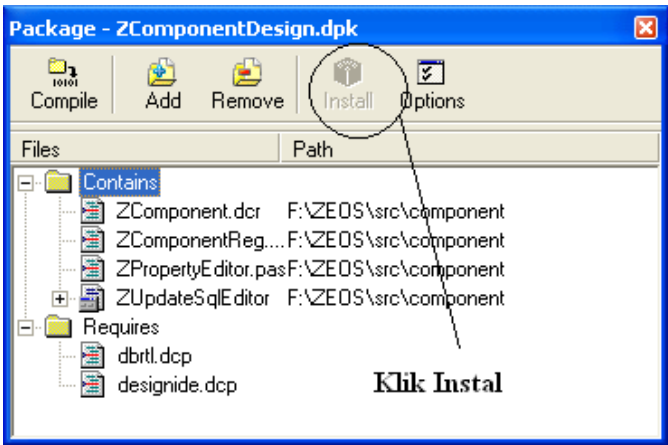 Package - ZComponentDesign.dpk
Compile Add Remove Install Options
Files Path
Contains
ZComponent.dcr F:\ZEOS\src\component
ZComponentReg.... F:\ZEOS\src\component
ZPropertyEditor.pas F:\ZEOS\src\component
ZUpdateSqlEditor F:\ZEOS\src\component
Requires
dbrtl.dcp
designide.dcp
Klik Instal